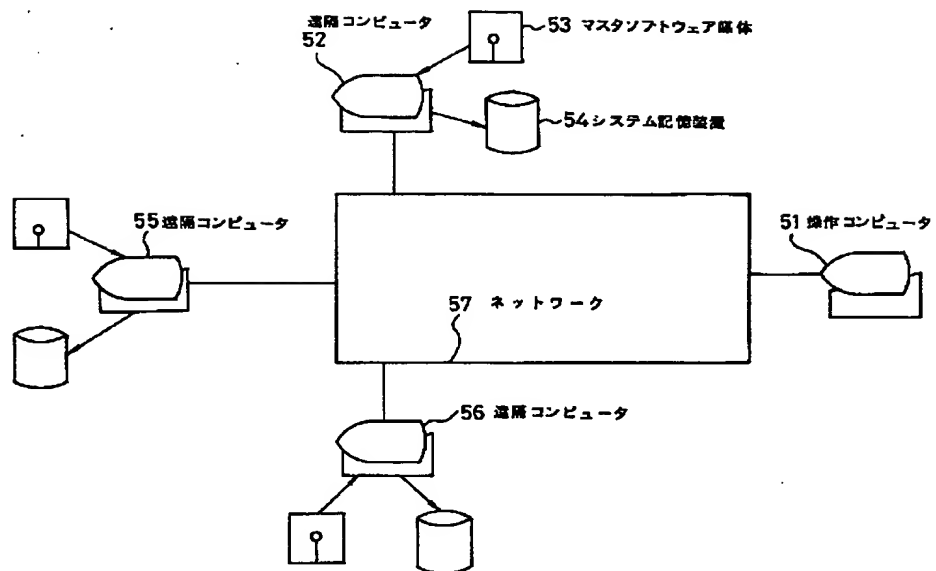 遠隔コンピュータ
52
53 マスタソフトウェア媒体
54 システム記憶装置
55 遠隔コンピュータ
51 操作コンピュータ
57 ネットワーク
56 遠隔コンピュータ